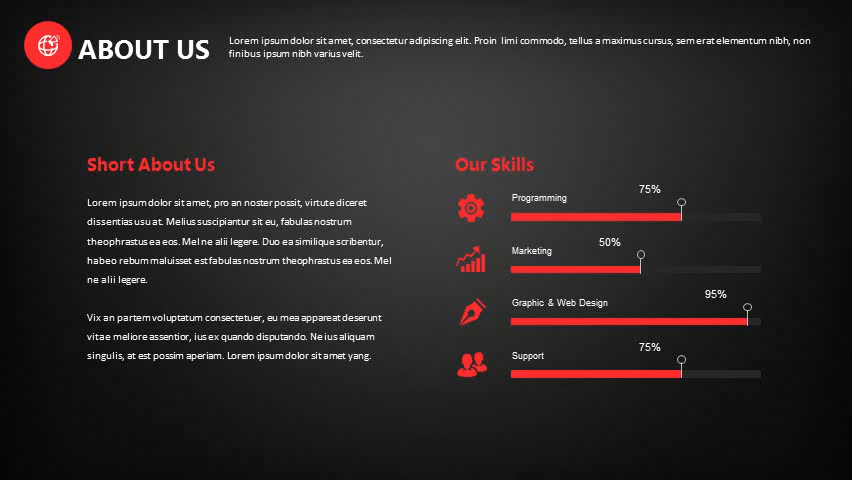 ABOUT US
Lorem ipsum dolor sit amet, consectetur adipiscing elit. Proin limi commodo, tellus a maximus cursus, sem erat elementum nibh, non
finibus ipsum nibh varius velit.
Short About Us
Lorem ipsum dolor sit amet, pro an noster possit, virtute diceret
dissentias usu at. Melius suscipiantur sit eu, fabulas nostrum
theophrastus ea eos. Mel ne alii legere. Duo ea similique scribentur,
habeo rebum maluisset est fabulas nostrum theophrastus ea eos. Mel
ne alii legere.
Vix an partem voluptatum consectetuer, eu mea appareat deserunt
vitae meliore assentior, ius ex quando disputando. Ne ius aliquam
singulis, at est possim aperiam. Lorem ipsum dolor sit amet yang.
Our Skills
Programming
75%
Marketing
50%
Graphic & Web Design
95%
Support
75%